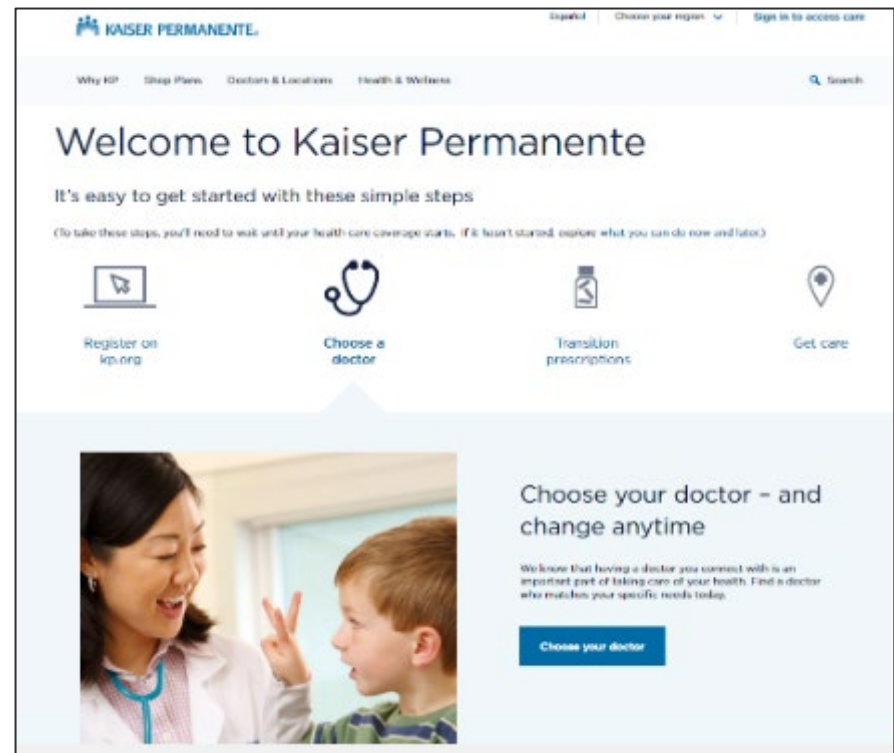 KAISER PERMANENTE®
Español Choose your region Sign in to access care
Why KP Shop Plans Doctors & Locations Health & Wellness Search
Welcome to Kaiser Permanente
It's easy to get started with these simple steps
(To take these steps, you'll need to wait until your health care coverage starts. If it hasn't started, explore what you can do now and later.)
Register on
kp.org
Choose a
doctor
Transition
prescriptions
Get care
Choose your doctor – and
change anytime
We know that having a doctor you connect with is an
important part of taking care of your health. Find a doctor
who matches your specific needs today.
Choose your doctor